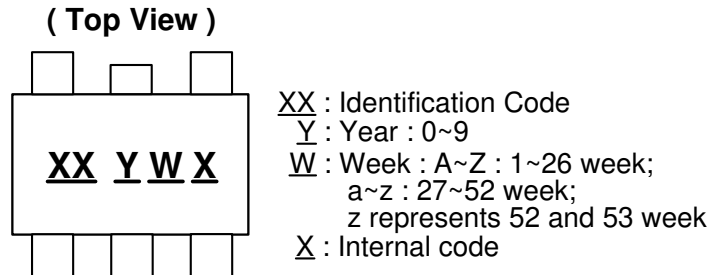 ( Top View )
XX Y W X
XX : Identification Code
Y : Year : 0~9
W : Week : A~Z : 1~26 week;
a~z : 27~52 week;
z represents 52 and 53 week
X : Internal code